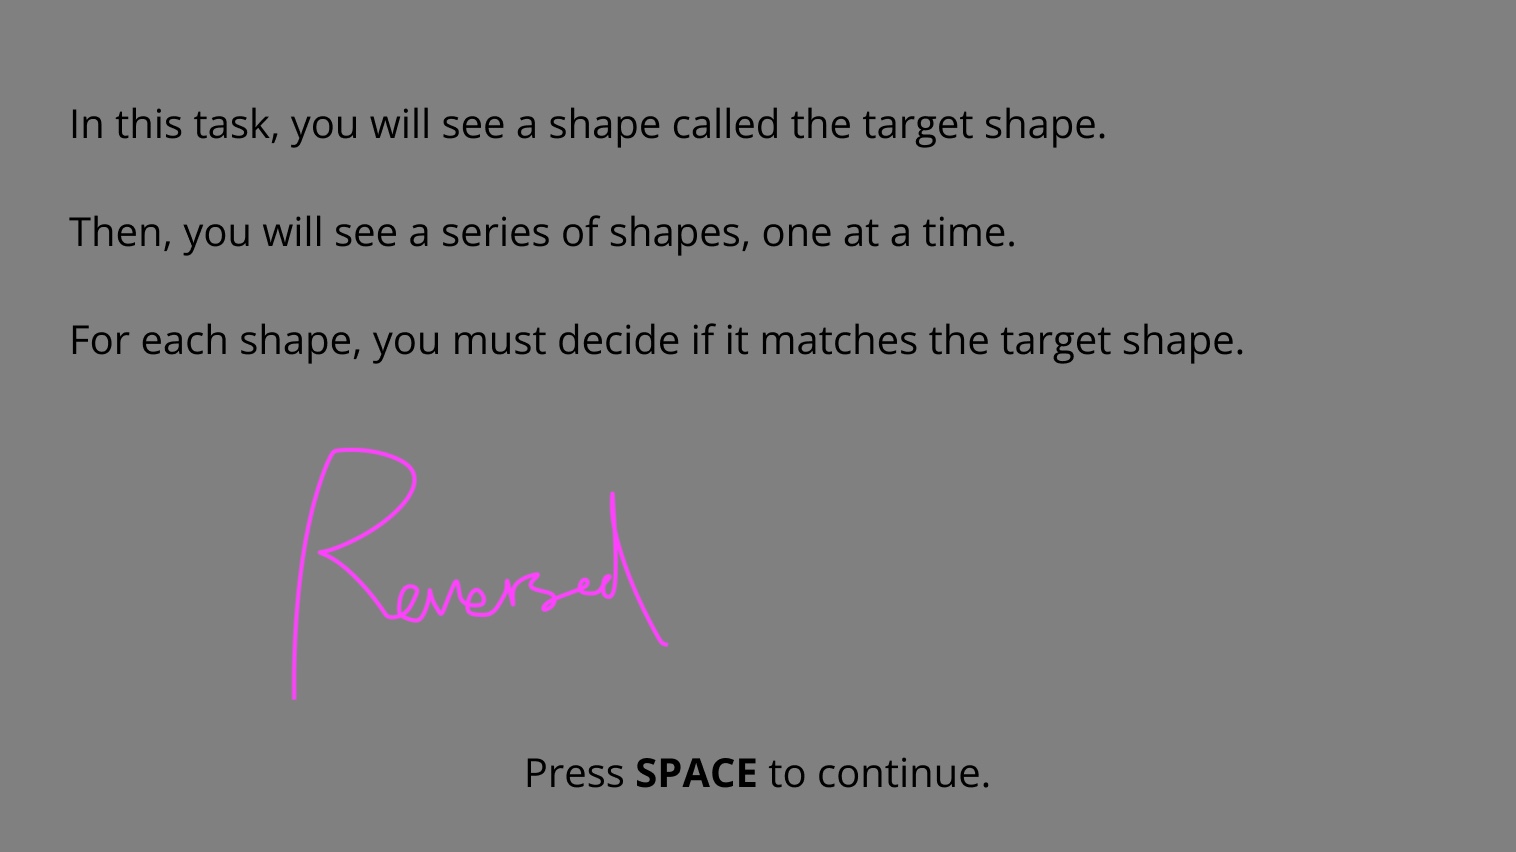 In this task, you will see a shape called the target shape.
Then, you will see a series of shapes, one at a time.
For each shape, you must decide if it matches the target shape.
Reversed
Press SPACE to continue.